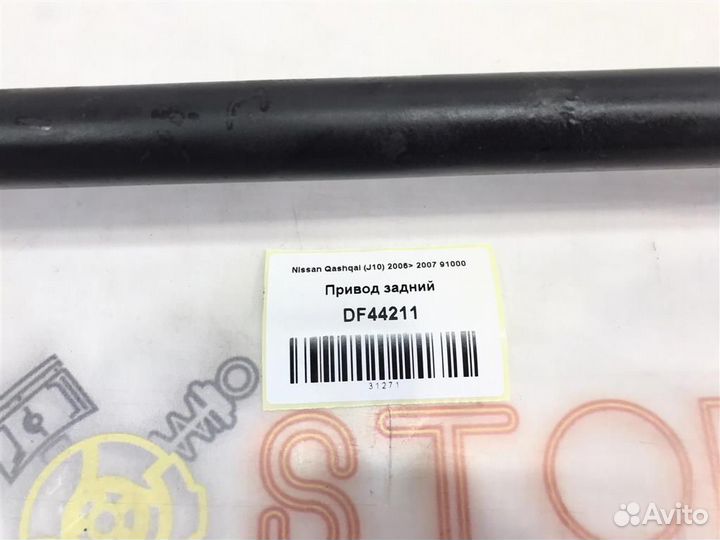 Nissan Qashqai (J10) 2006> 2007 91000
Привод задний
DF44211
31271
STO
Avito